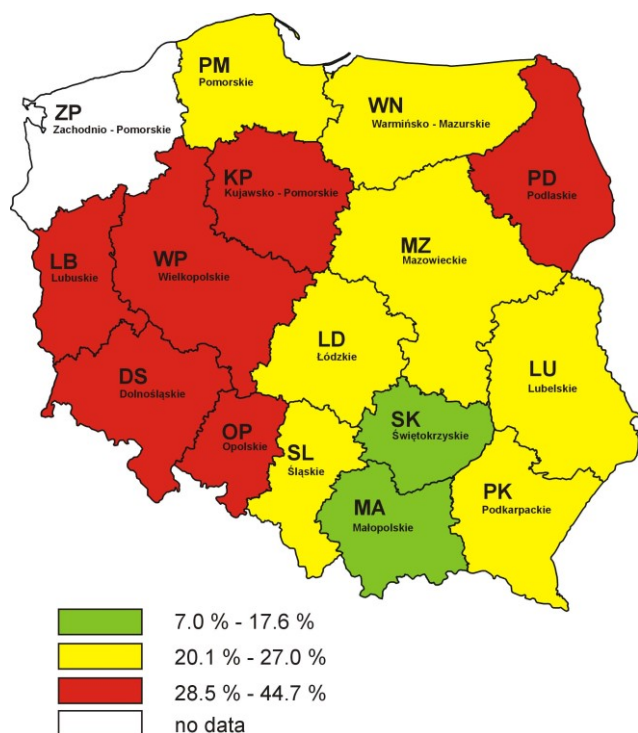 PM
Pomorskie
ZP
Zachodnio - Pomorskie
WN
Warmińsko - Mazurskie
KP
Kujawsko - Pomorskie
PD
Podlaskie
LB
Lubuskie
WP
Wielkopolskie
MZ
Mazowieckie
LD
Łódzkie
LU
Lubelskie
DS
Dolnośląskie
OP
Opolskie
SL
Śląskie
SK
Świętokrzyskie
MA
Małopolskie
PK
Podkarpackie
7.0 % - 17.6 %
20.1 % - 27.0 %
28.5 % - 44.7 %
no data